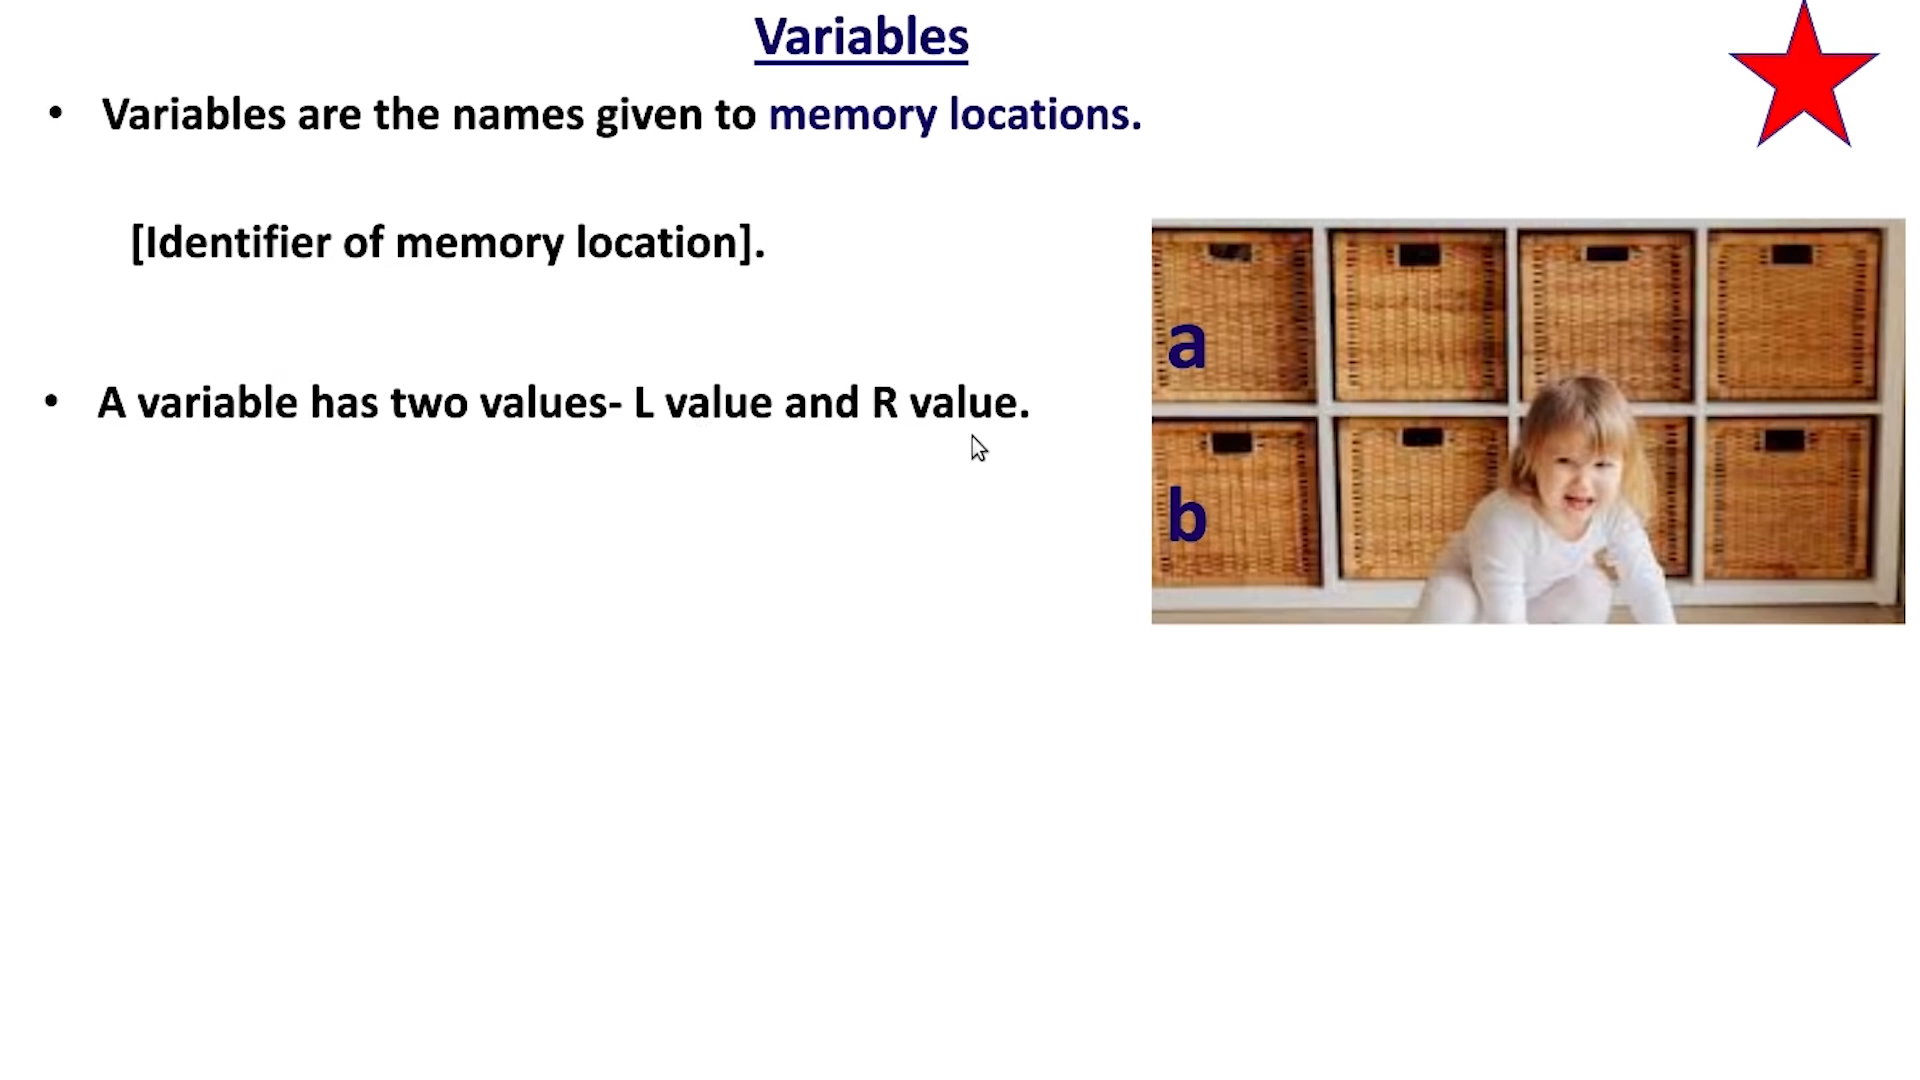 Variables
• Variables are the names given to memory locations.
[Identifier of memory location].
• A variable has two values- L value and R value.
a
b